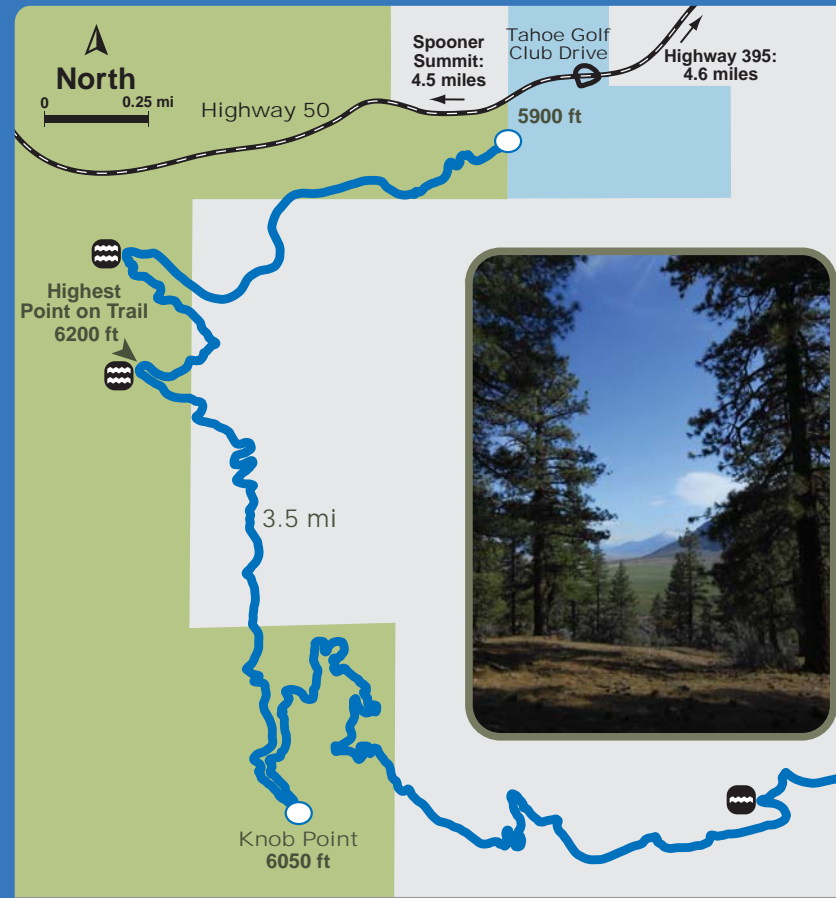 North
0 0.25 mi
Highway 50
Spooner
Summit:
4.5 miles
Tahoe Golf
Club Drive
Highway 395:
4.6 miles
5900 ft
Highest
Point on Trail
6200 ft
3.5 mi
Knob Point
6050 ft